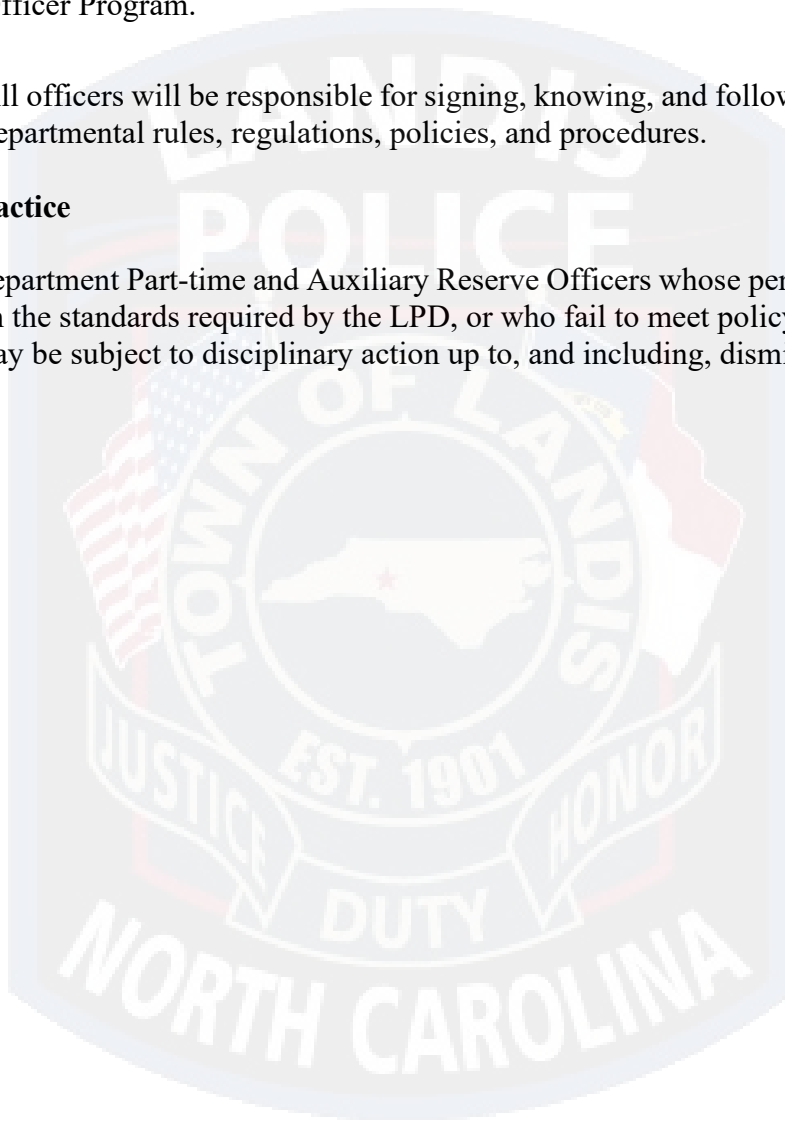 fficer Program.
ll officers will be responsible for signing, knowing, and follow
epartmental rules, regulations, policies, and procedures.
actice
epartment Part-time and Auxiliary Reserve Officers whose per
n the standards required by the LPD, or who fail to meet policy
ay be subject to disciplinary action up to, and including, dismi
LANDIS
POLICE
TOWN OF LANDIS
EST. 1901
JUSTICE
DUTY
HONOR
NORTH CAROLINA